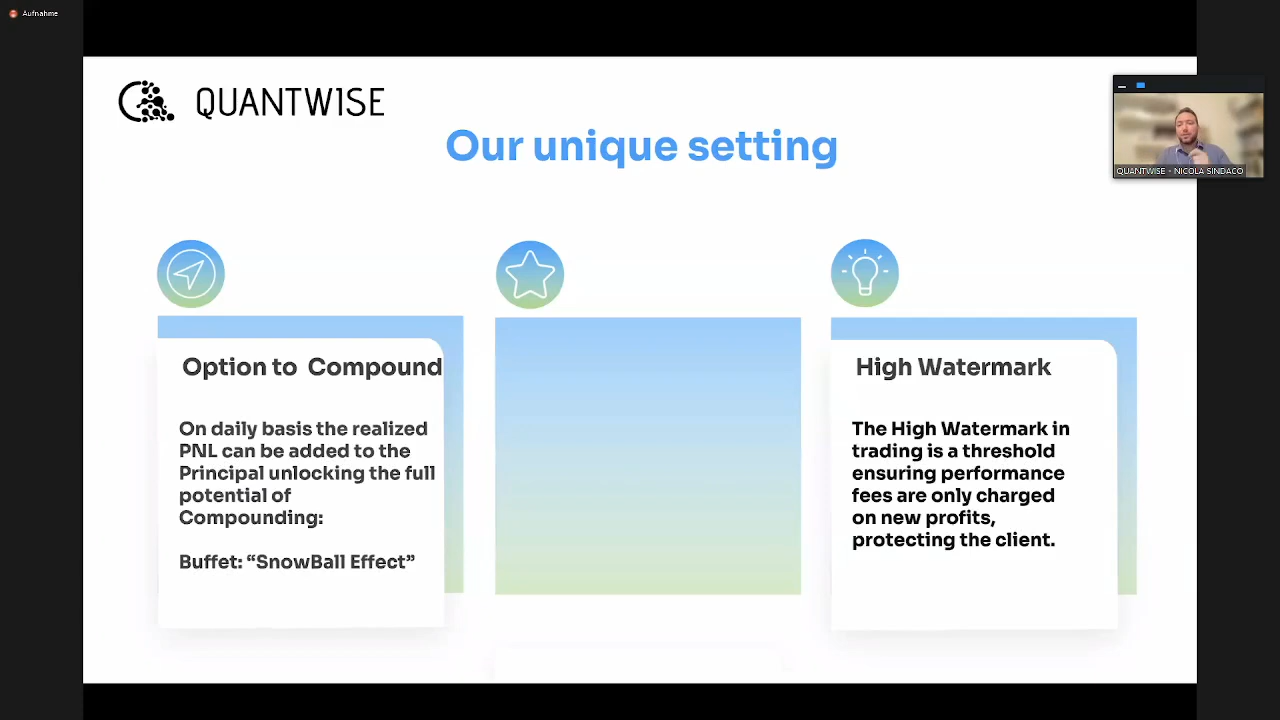 Aufnahme
QUANTWISE
Our unique setting
QUANTWISE - NICOLA SINDACO
Option to Compound
On daily basis the realized
PNL can be added to the
Principal unlocking the full
potential of
Compounding:
Buffet: “SnowBall Effect”
High Watermark
The High Watermark in
trading is a threshold
ensuring performance
fees are only charged
on new profits,
protecting the client.